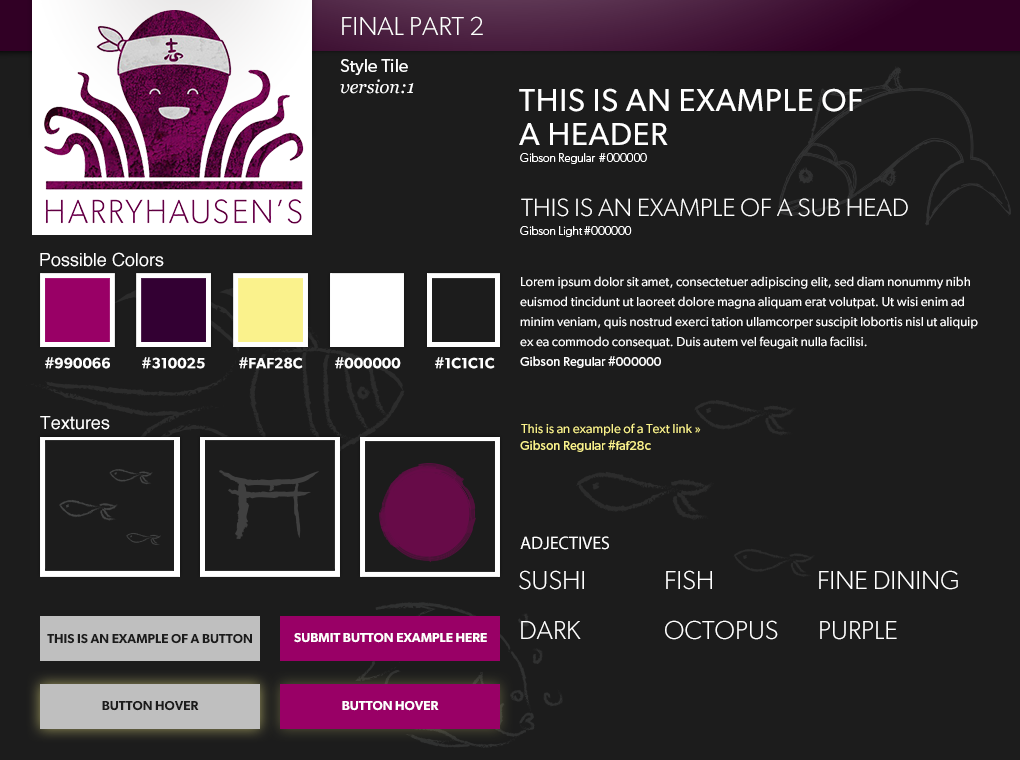 FINAL PART 2
志
HARRYHAUSEN'S
Style Tile
version:1
THIS IS AN EXAMPLE OF
A HEADER
Gibson Regular #000000
THIS IS AN EXAMPLE OF A SUB HEAD
Gibson Light #000000
Possible Colors
#990066
#310025
#FAF28C
#000000
#1C1C1C
Lorem ipsum dolor sit amet, consectetuer adipiscing elit, sed diam nonummy nibh
euismod tincidunt ut laoreet dolore magna aliquam erat volutpat. Ut wisi enim ad
minim veniam, quis nostrud exerci tation ullamcorper suscipit lobortis nisl ut aliquip
ex ea commodo consequat. Duis autem vel feugait nulla facilisi.
Gibson Regular #000000
Textures
This is an example of a Text link »
Gibson Regular #faf28c
ADJECTIVES
SUSHI FISH FINE DINING
DARK OCTOPUS PURPLE
THIS IS AN EXAMPLE OF A BUTTON
SUBMIT BUTTON EXAMPLE HERE
BUTTON HOVER
BUTTON HOVER